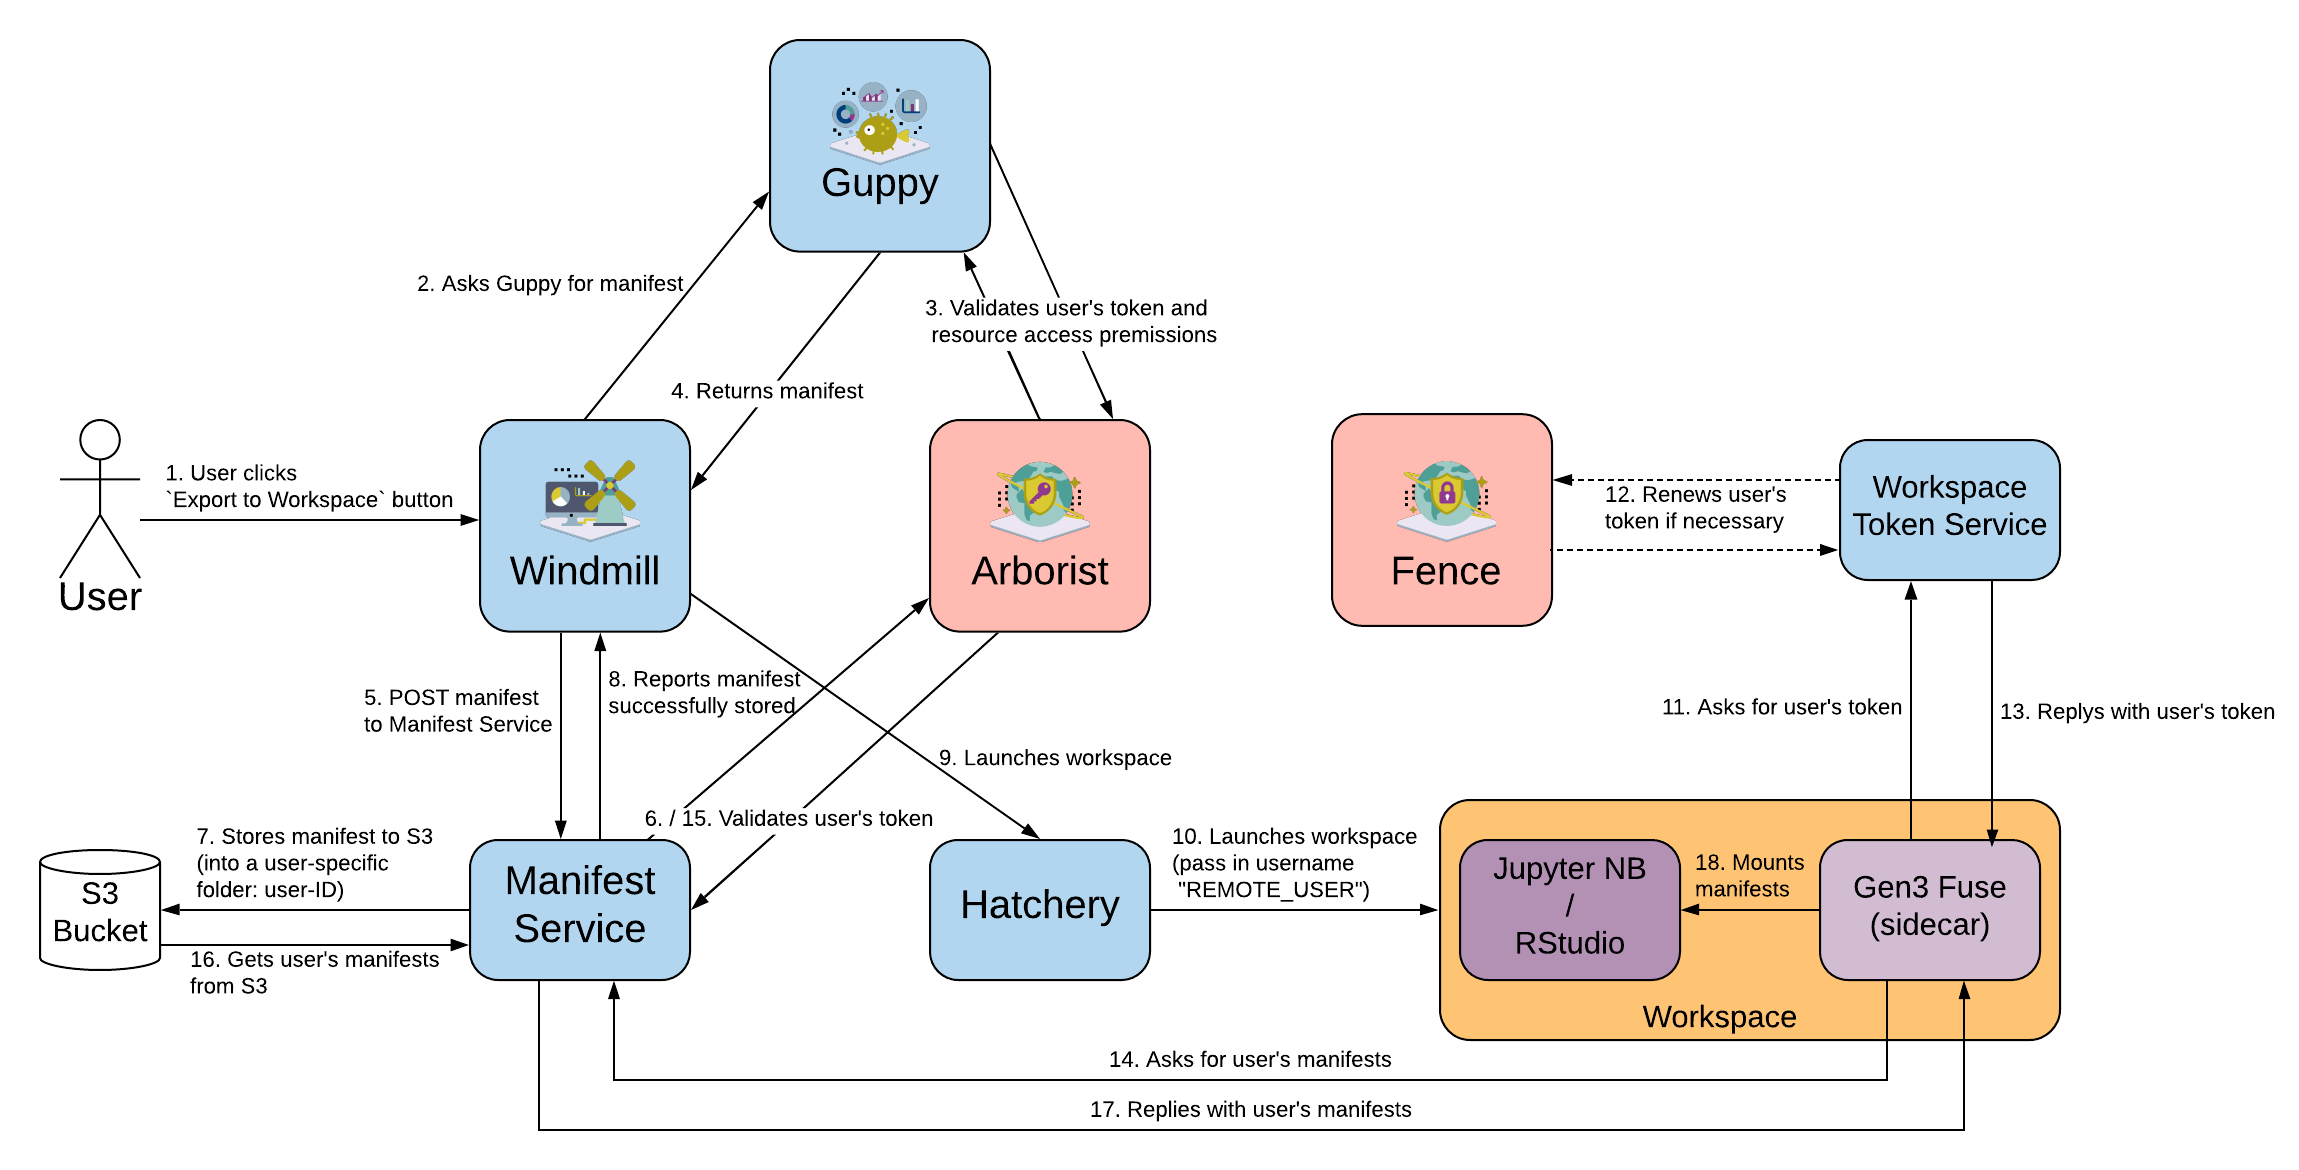 Guppy
2. Asks Guppy for manifest
3. Validates user's token and
resource access premissions
4. Returns manifest
User
1. User clicks
`Export to Workspace` button
Windmill
Arborist
Fence
12. Renews user's
token if necessary
Workspace
Token Service
5. POST manifest
to Manifest Service
8. Reports manifest
successfully stored
9. Launches workspace
11. Asks for user's token
13. Replys with user's token
6. / 15. Validates user's token
7. Stores manifest to S3
(into a user-specific
folder: user-ID)
S3
Bucket
16. Gets user's manifests
from S3
Manifest
Service
Hatchery
10. Launches workspace
(pass in username
"REMOTE_USER")
Jupyter NB
/
RStudio
18. Mounts
manifests
Gen3 Fuse
(sidecar)
Workspace
14. Asks for user's manifests
17. Replies with user's manifests